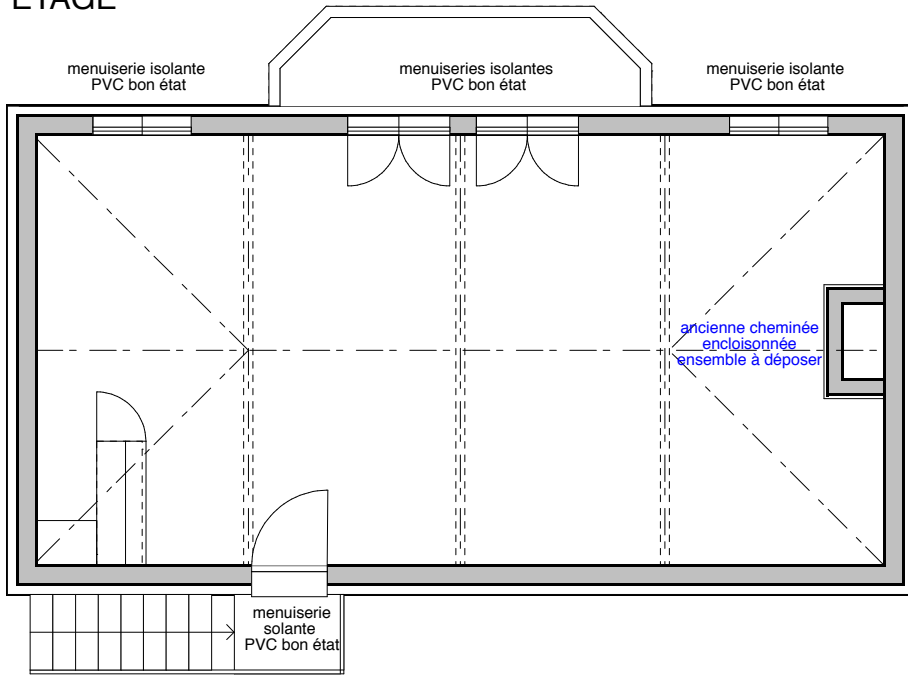 ETAGE
menuiserie isolante
PVC bon état
menuiseries isolantes
PVC bon état
menuiserie isolante
PVC bon état
ancienne cheminée
encloisonnée
ensemble à déposer
menuiserie
solante
PVC bon état